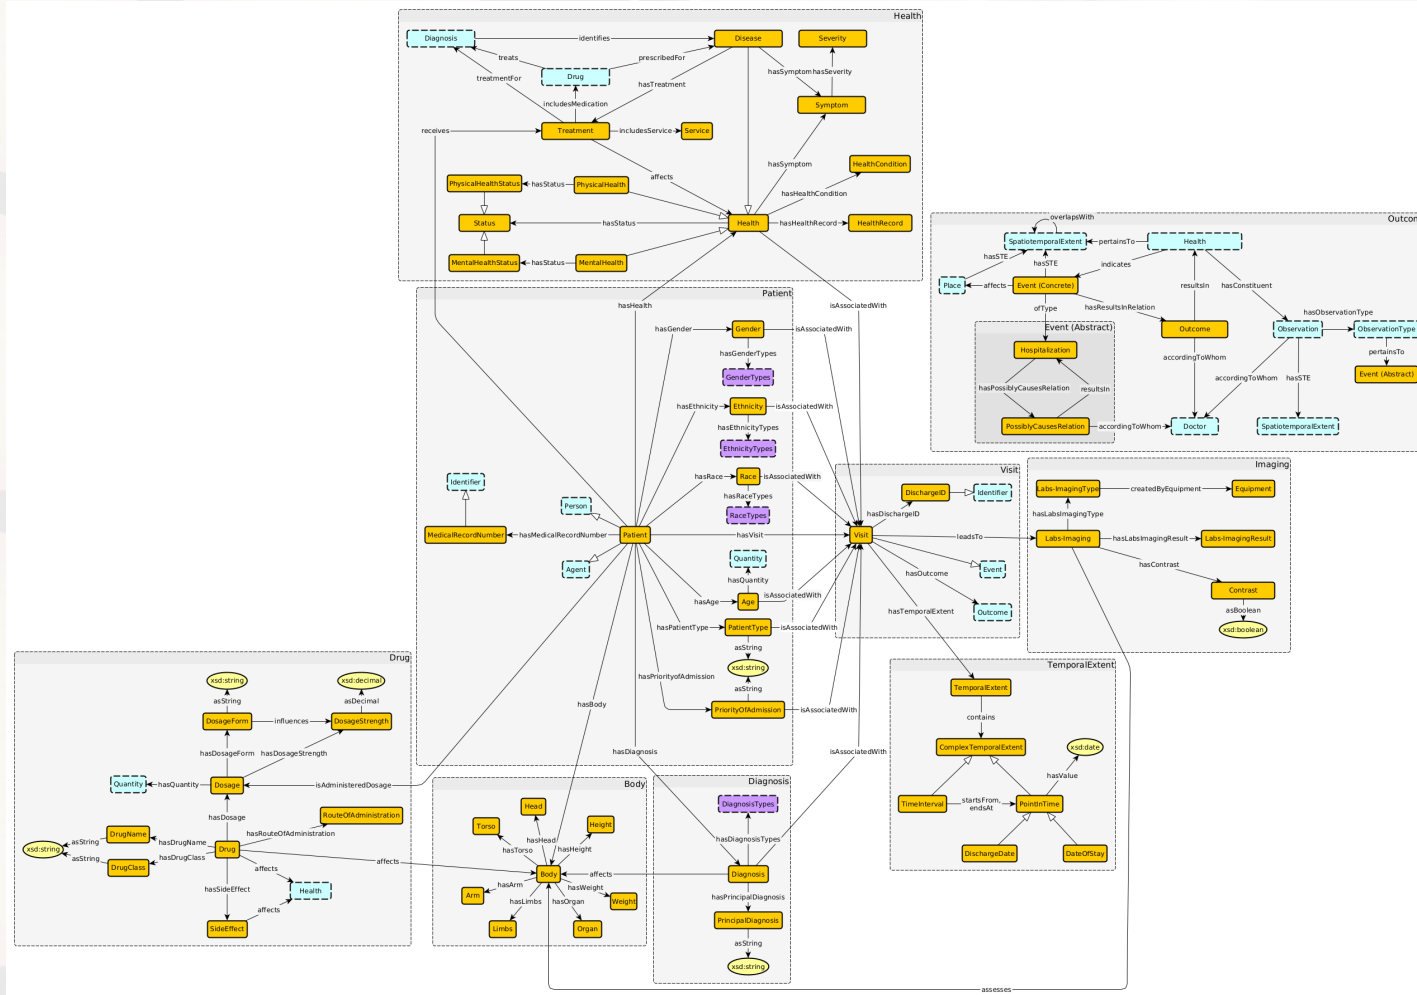 Health
Diagnosis
identifies
Disease
Severity
treats
prescribedFor
hasSymptom
hasSeverity
treatmentFor
Drug
hasTreatment
includesMedication
Symptom
receives
Treatment
includesService
Service
hasSymptom
HealthCondition
affects
PhysicalHealthStatus
hasStatus
PhysicalHealth
hasHealthCondition
Status
hasStatus
Health
hasHealthRecord
HealthRecord
MentalHealthStatus
hasStatus
MentalHealth
hasHealth
isAssociatedWith
Outcom
overlapsWith
SpatiotemporalExtent
pertainsTo
Health
hasSTE
hasSTE
indicates
Place
affects
Event (Concrete)
resultsIn
hasConstituent
ofType
hasResultsInRelation
hasObservationType
Event (Abstract)
Outcome
Observation
ObservationType
Hospitalization
accordingToWhom
pertainsTo
hasPossiblyCausesRelation
resultsIn
accordingToWhom
hasSTE
Event (Abstract)
PossiblyCausesRelation
accordingToWhom
Doctor
SpatiotemporalExtent
Patient
hasGender
Gender
isAssociatedWith
hasGenderTypes
GenderTypes
hasEthnicity
Ethnicity
isAssociatedWith
hasEthnicityTypes
EthnicityTypes
hasRace
Race
isAssociatedWith
hasRaceTypes
RaceTypes
Identifier
Person
MedicalRecordNumber
hasMedicalRecordNumber
Patient
hasVisit
Agent
Quantity
hasQuantity
hasAge
Age
isAssociatedWith
hasPatientType
PatientType
isAssociatedWith
asString
xsd:string
hasPriorityofAdmission
asString
PriorityOfAdmission
isAssociatedWith
hasBody
hasDiagnosis
isAssociatedWith
Visit
DischargeID
Identifier
hasDischargeID
Visit
leadsTo
Event
hasOutcome
Outcome
hasTemporalExtent
Imaging
Labs-ImagingType
createdByEquipment
Equipment
hasLabsImagingType
Labs-Imaging
hasLabsImagingResult
Labs-ImagingResult
hasContrast
Contrast
asBoolean
xsd:boolean
TemporalExtent
TemporalExtent
contains
ComplexTemporalExtent
xsd:date
hasValue
TimeInterval
startsFrom,
endsAt
PointInTime
DischargeDate
DateOfStay
Drug
xsd:string
xsd:decimal
asString
asDecimal
DosageForm
influences
DosageStrength
hasDosageForm
hasDosageStrength
Quantity
hasQuantity
Dosage
isAdministeredDosage
hasDosage
RouteOfAdministration
DrugName
hasRouteOfAdministration
asString
hasDrugName
xsd:string
asString
hasDrugClass
Drug
DrugClass
affects
affects
hasSideEffect
Health
affects
SideEffect
Body
Head
Torso
Height
hasHead
hasTorso
hasHeight
Body
affects
hasArm
hasWeight
Arm
hasLimbs
hasOrgan
Weight
Limbs
Organ
Diagnosis
DiagnosisTypes
hasDiagnosisTypes
Diagnosis
hasPrincipalDiagnosis
PrincipalDiagnosis
asString
xsd:string
assesses